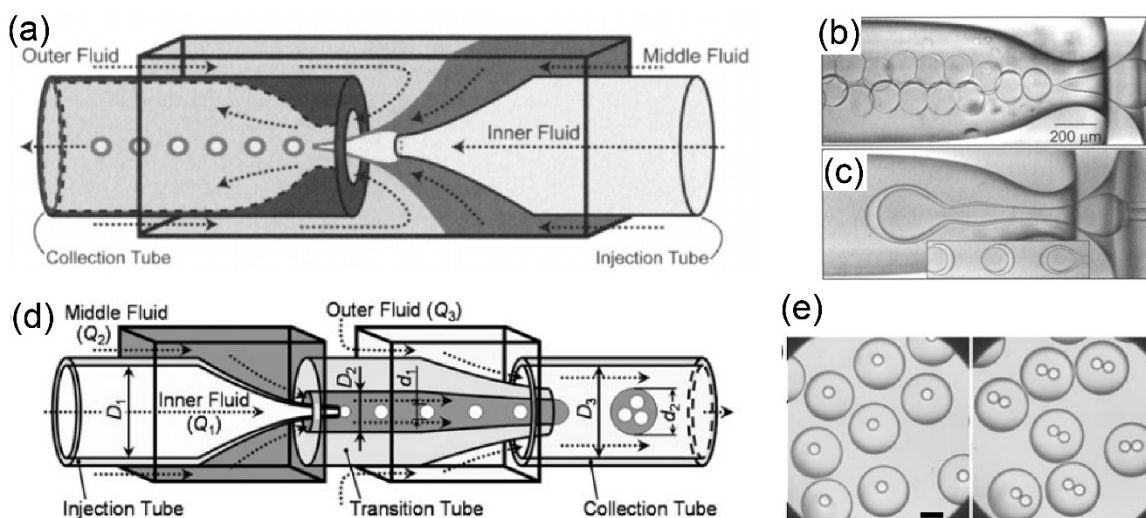 (a)
Outer Fluid
Middle Fluid
Inner Fluid
Collection Tube
Injection Tube
(b)
200 μm
(c)
(d)
Middle Fluid
(Q2)
Outer Fluid (Q3)
D1
Inner Fluid
(Q1)
D2
d1
D3
d2
Injection Tube
Transition Tube
Collection Tube
(e)